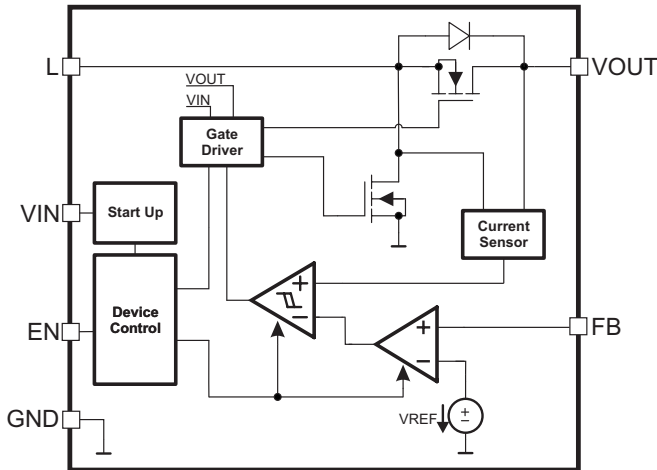 L
VOUT
VOUT
VIN
Gate
Driver
VIN
Start Up
Current
Sensor
Device
Control
EN
FB
GND
VREF
+
−
+
−
+
−